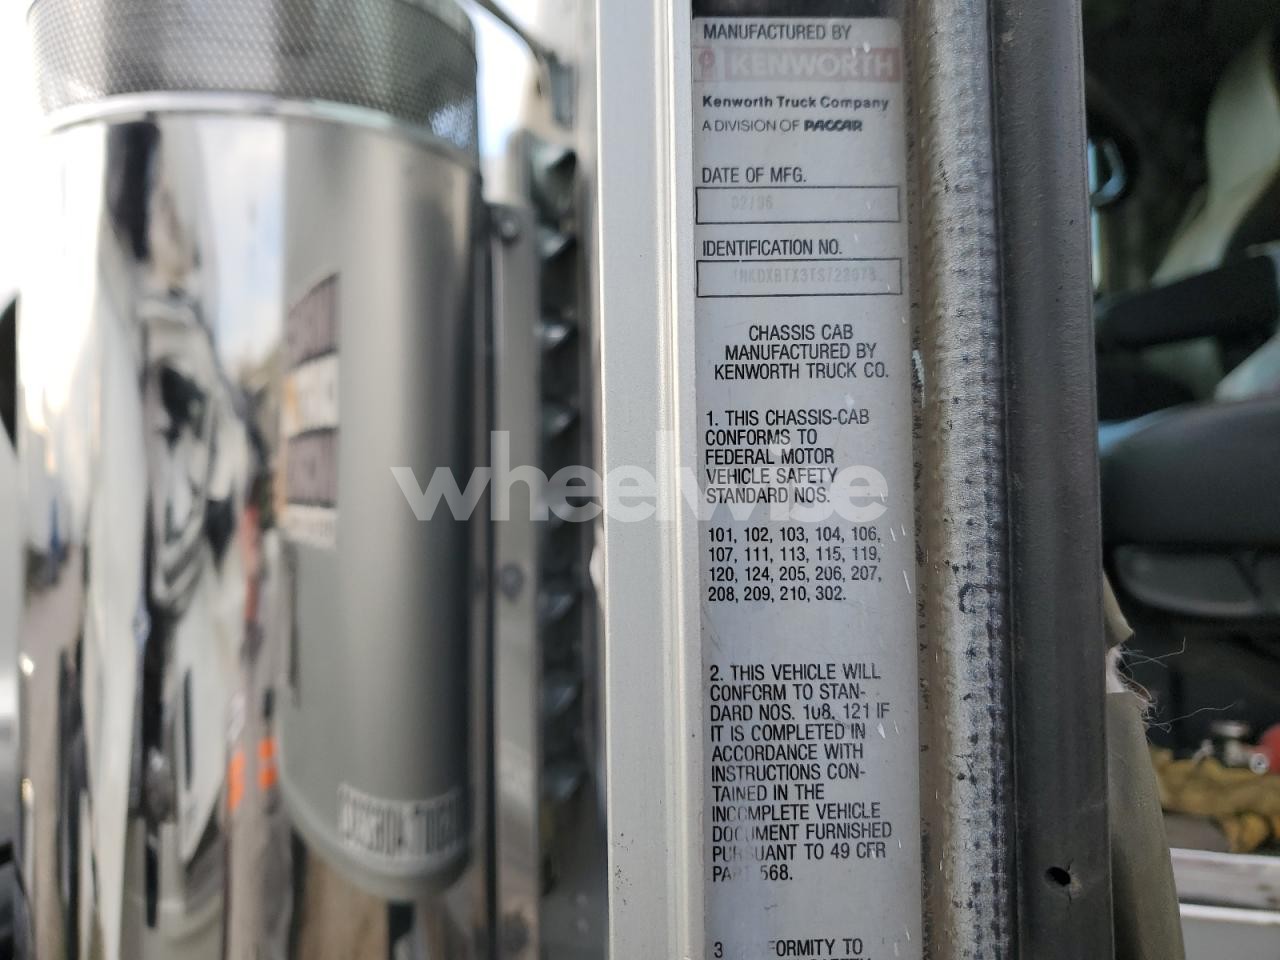 MANUFACTURED BY
KENWORTH
Kenworth Truck Company
A DIVISION OF PACCAR
DATE OF MFG.
02/96
IDENTIFICATION NO.
CHASSIS CAB
MANUFACTURED BY
KENWORTH TRUCK CO.
1. THIS CHASSIS-CAB
CONFORMS TO
FEDERAL MOTOR
VEHICLE SAFETY
STANDARD NOS.
wheelwise
101, 102, 103, 104, 106,
107, 111, 113, 115, 119,
120, 124, 205, 206, 207,
208, 209, 210, 302.
2. THIS VEHICLE WILL
CONFORM TO STAN-
DARD NOS. 108, 121 IF
IT IS COMPLETED IN
ACCORDANCE WITH
INSTRUCTIONS CON-
TAINED IN THE
INCOMPLETE VEHICLE
DOCUMENT FURNISHED
PURSUANT TO 49 CFR
PART 568.
3 TO